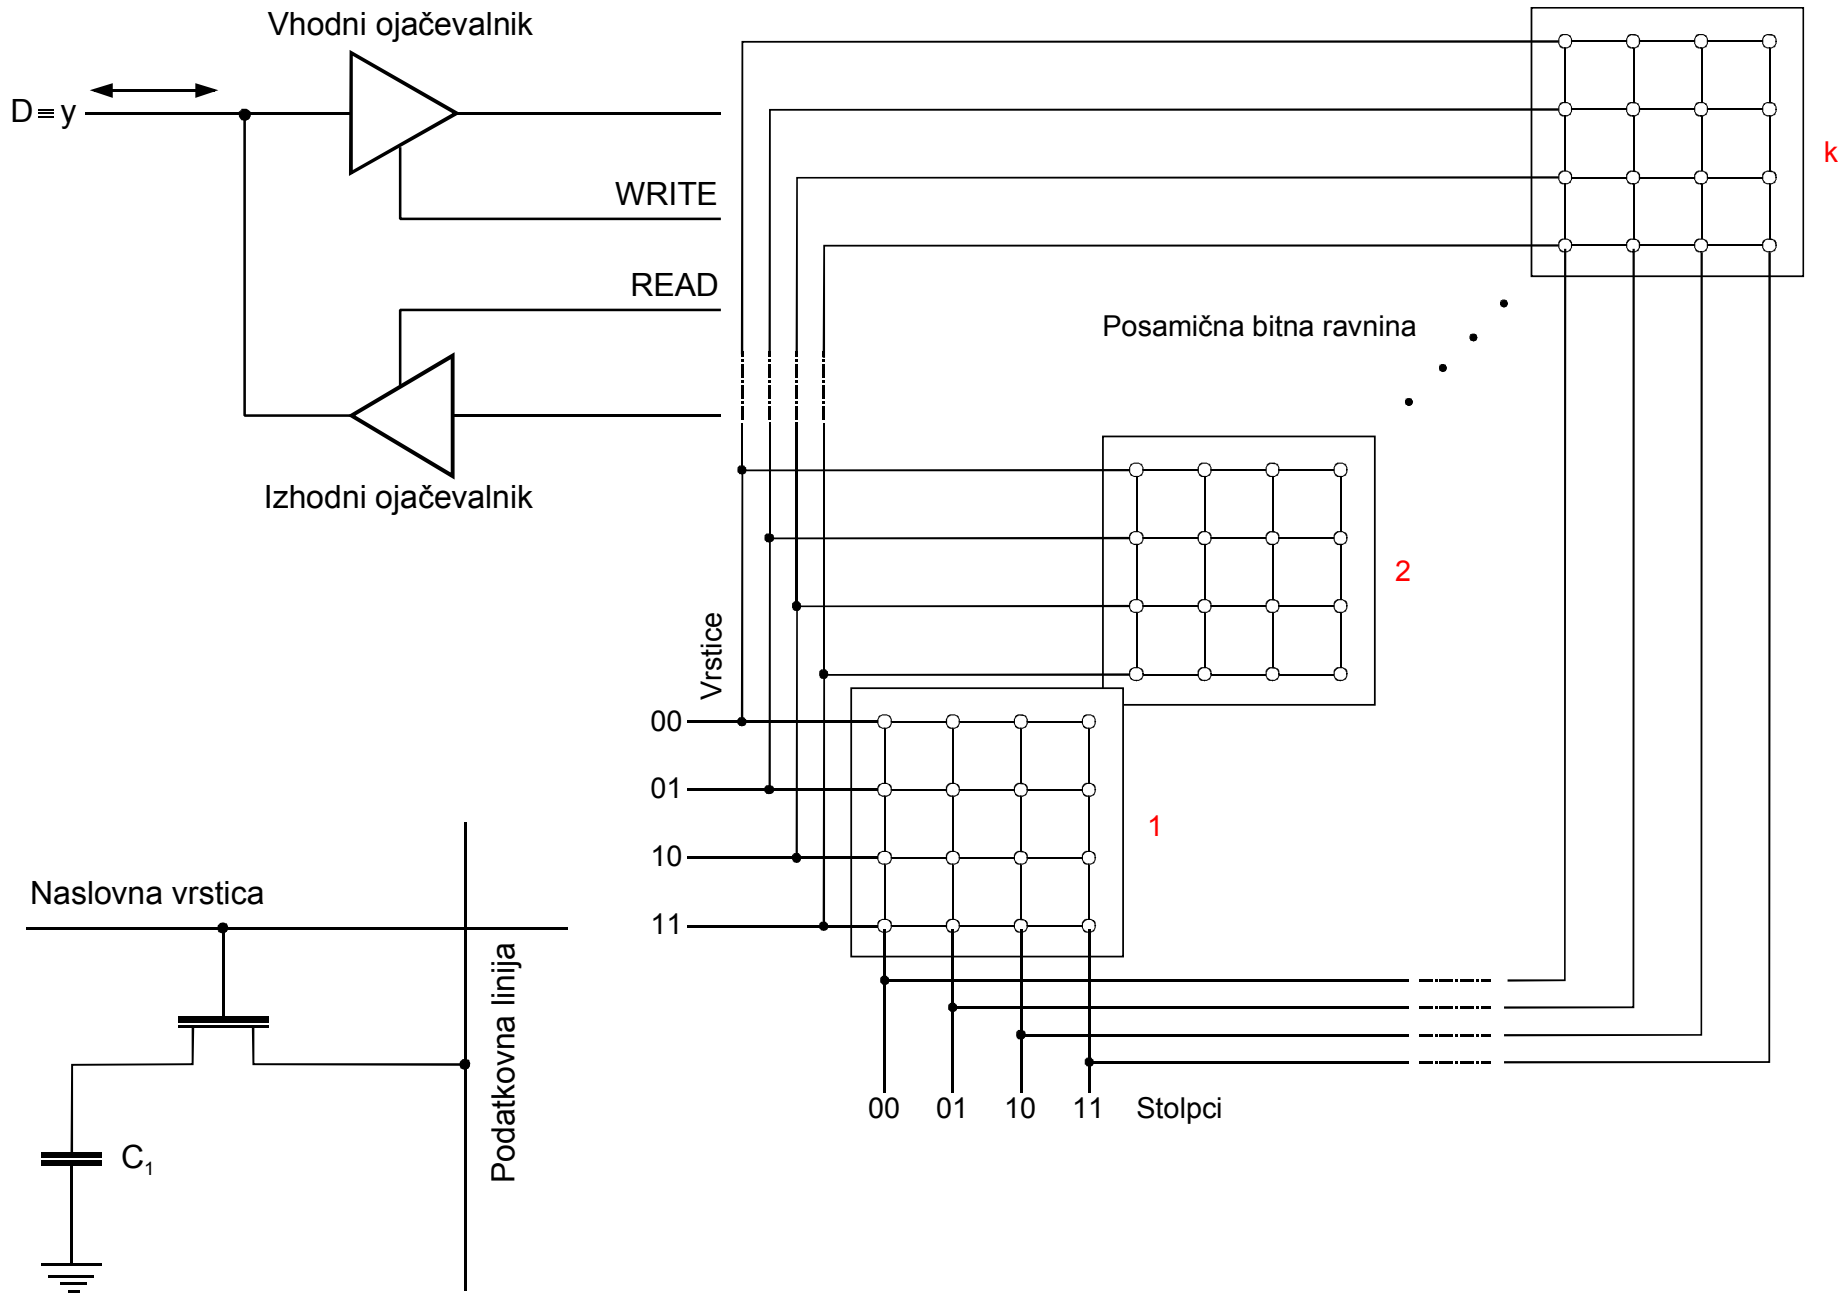 Vhodni ojačevalnik
D≡y
WRITE
READ
Izhodni ojačevalnik
k
Posamična bitna ravnina
2
Vrstice
00
01
10
11
1
00 01 10 11 Stolpci
Naslovna vrstica
Podatkovna linija
C₁